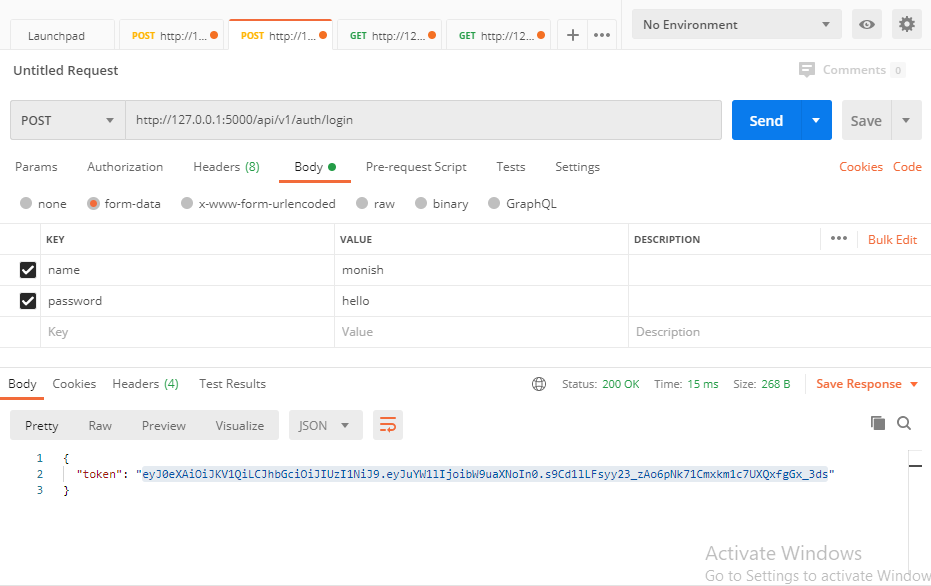 Launchpad POST http://1... POST http://1... GET http://12... GET http://12... + ••• No Environment
Untitled Request Comments 0
POST http://127.0.0.1:5000/api/v1/auth/login Send Save
Params Authorization Headers (8) Body Pre-request Script Tests Settings Cookies Code
none form-data x-www-form-urlencoded raw binary GraphQL
KEY VALUE DESCRIPTION ••• Bulk Edit
name monish
password hello
Key Value Description
Body Cookies Headers (4) Test Results Status: 200 OK Time: 15 ms Size: 268 B Save Response
Pretty Raw Preview Visualize JSON
1 {
2 "token": "eyJ0eXAiOiJKV1QiLCJhbGciOiJIUzI1NiJ9.eyJuYW1lIjoibW9uaXNoIn0.s9Cd1lLFsyy23_zAo6pNk71Cmxkm1c7UXQxfgGx_3ds"
3 }
Activate Windows
Go to Settings to activate Window